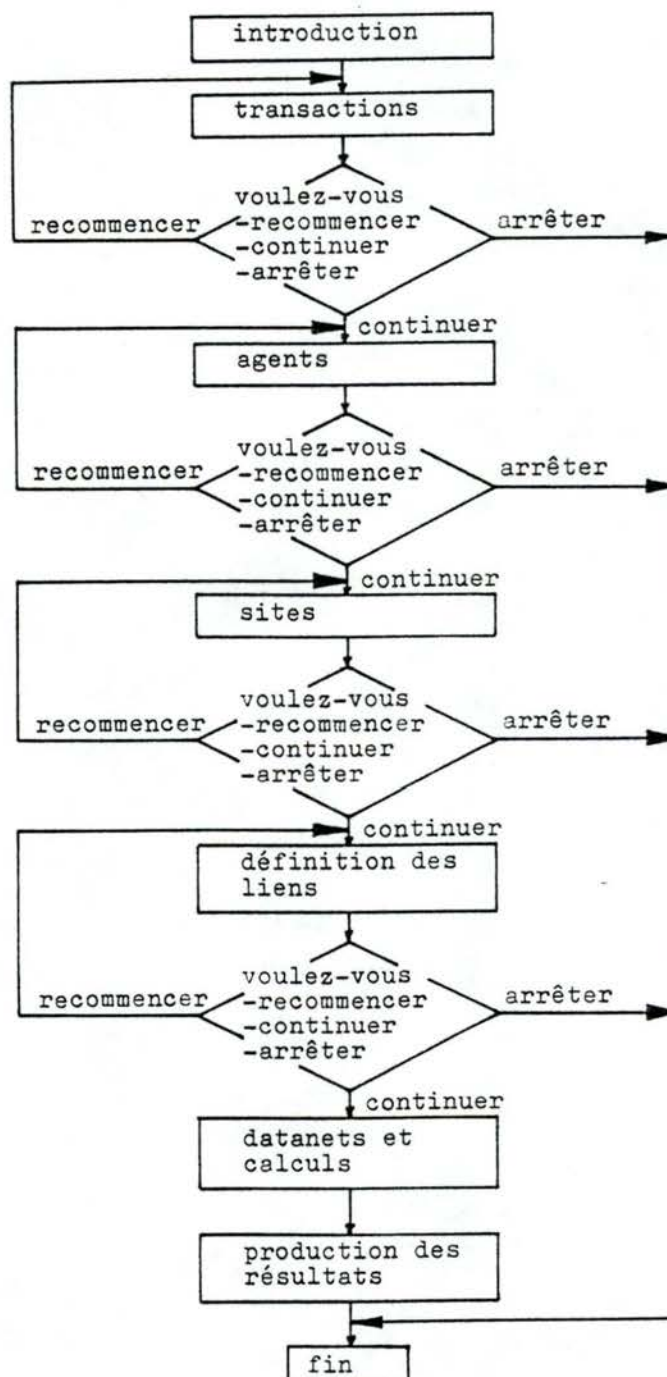 introduction
transactions
voulez-vous
recommencer -recommencer arrêter
-continuer
-arrêter
continuer
agents
voulez-vous
recommencer -recommencer arrêter
-continuer
-arrêter
continuer
sites
voulez-vous
recommencer -recommencer arrêter
-continuer
-arrêter
continuer
définition des
liens
voulez-vous
recommencer -recommencer arrêter
-continuer
-arrêter
continuer
datanets et
calculs
production des
résultats
fin